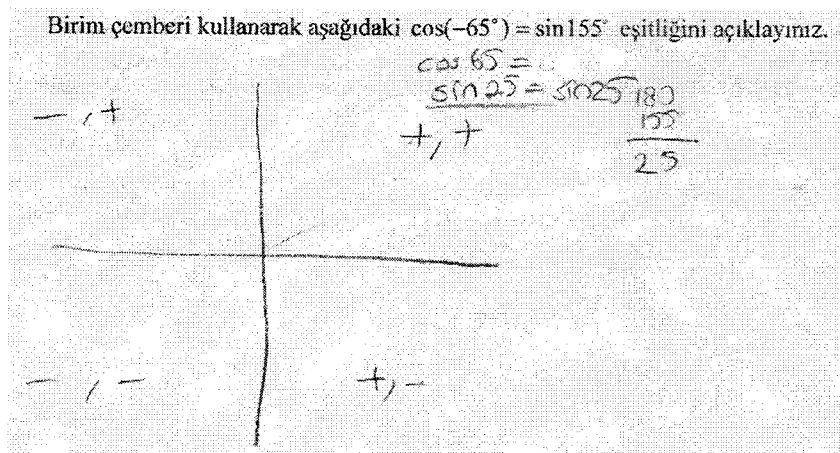 Birim çemberi kullanarak aşağıdaki cos(−65°) = sin155° eşitliğini açıklayınız.
cos 65 =
sin 25 = sin25 180
155
25
− , +
+, +
− , −
+, −